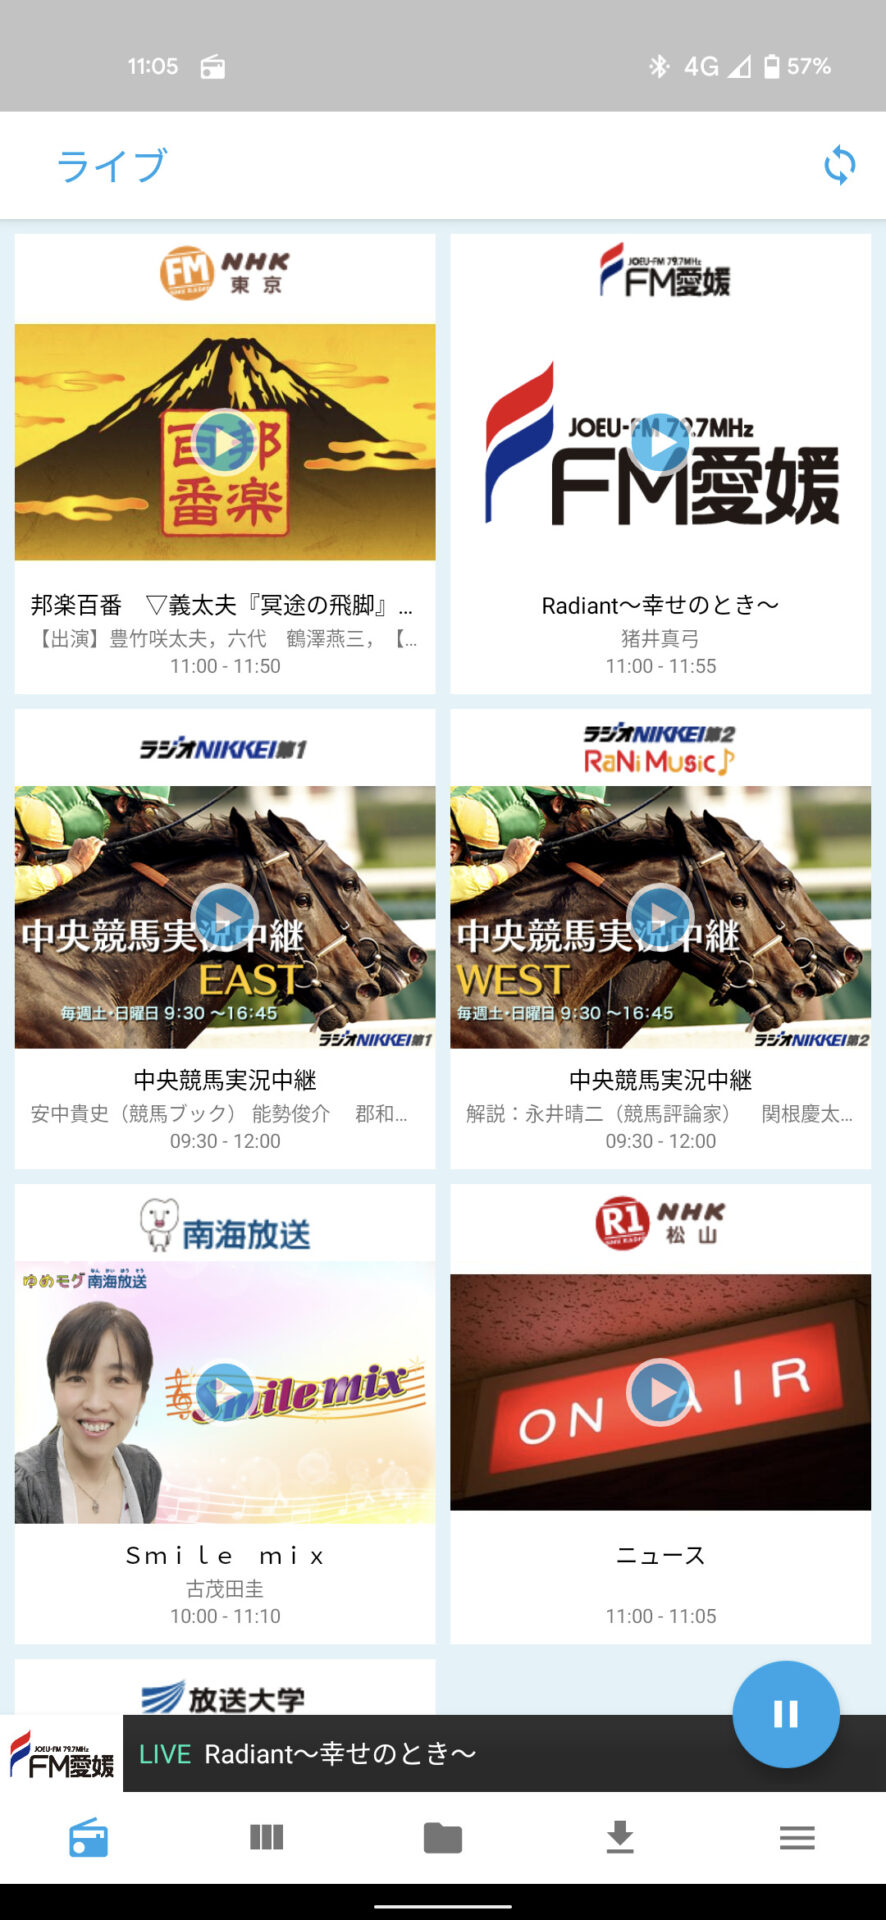 11:05
4G
57%
ライブ
FM NHK
東京
JOEU-FM 79.7MHz
FM愛媛
百邦
番楽
JOEU-FM 79.7MHz
FM愛媛
邦楽百番　▽義太夫『冥途の飛脚』...
【出演】豊竹咲太夫，六代　鶴澤燕三，【...
11:00 - 11:50
Radiant～幸せのとき～
猪井真弓
11:00 - 11:55
ラジオNIKKEI第1
ラジオNIKKEI第2
RaNi Music♪
中央競馬実況中継
EAST
毎週土・日曜日 9:30 ～16:45
ラジオNIKKEI第1
中央競馬実況中継
WEST
毎週土・日曜日 9:30 ～16:45
ラジオNIKKEI第2
中央競馬実況中継
安中貴史（競馬ブック） 能勢俊介　 郡和...
09:30 - 12:00
中央競馬実況中継
解説：永井晴二（競馬評論家）　関根慶太...
09:30 - 12:00
南海放送
R1 NHK
松山
ゆめモグ 南海放送
Smile mix
ON AIR
Ｓｍｉｌｅ　ｍｉｘ
古茂田圭
10:00 - 11:10
ニュース
11:00 - 11:05
放送大学
JOEU-FM 79.7MHz
FM愛媛
LIVE Radiant～幸せのとき～